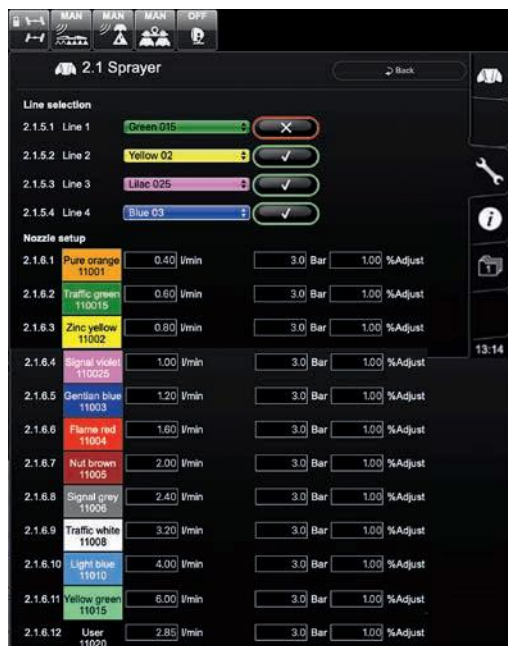 MAN MAN MAN OFF
2.1 Sprayer Back
Line selection
2.1.5.1 Line 1 Green 015
2.1.5.2 Line 2 Yellow 02
2.1.5.3 Line 3 Lilac 025
2.1.5.4 Line 4 Blue 03
Nozzle setup
2.1.6.1 Pure orange 11001 0.40 l/min 3.0 Bar 1.00 %Adjust
2.1.6.2 Traffic green 110015 0.60 l/min 3.0 Bar 1.00 %Adjust
2.1.6.3 Zinc yellow 11002 0.80 l/min 3.0 Bar 1.00 %Adjust
13:14
2.1.6.4 Signal violet 110025 1.00 l/min 3.0 Bar 1.00 %Adjust
2.1.6.5 Gentian blue 11003 1.20 l/min 3.0 Bar 1.00 %Adjust
2.1.6.6 Flame red 11004 1.60 l/min 3.0 Bar 1.00 %Adjust
2.1.6.7 Nut brown 11005 2.00 l/min 3.0 Bar 1.00 %Adjust
2.1.6.8 Signal grey 11006 2.40 l/min 3.0 Bar 1.00 %Adjust
2.1.6.9 Traffic white 11008 3.20 l/min 3.0 Bar 1.00 %Adjust
2.1.6.10 Light blue 11010 4.00 l/min 3.0 Bar 1.00 %Adjust
2.1.6.11 Yellow green 11015 6.00 l/min 3.0 Bar 1.00 %Adjust
2.1.6.12 User 11020 2.85 l/min 3.0 Bar 1.00 %Adjust